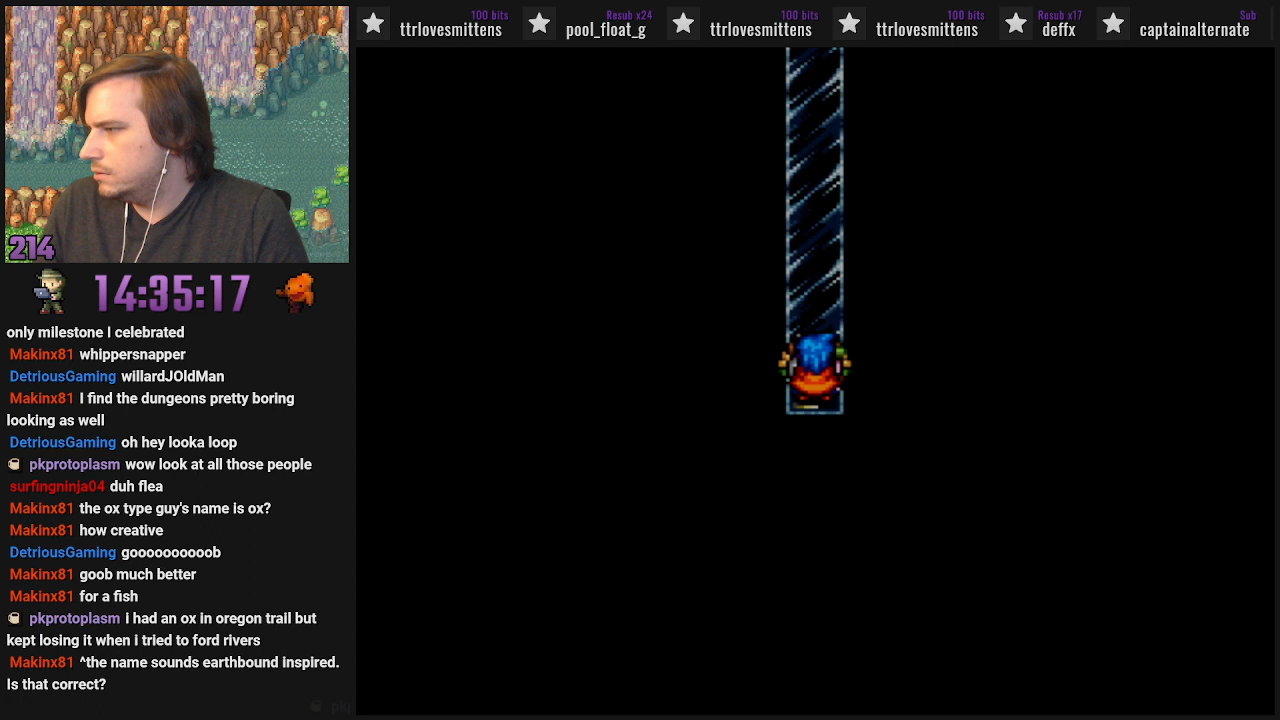 100 bits
ttrlovesmittens
Resub x24
pool_float_g
100 bits
ttrlovesmittens
100 bits
ttrlovesmittens
Resub x17
deffx
Sub
captainalternate
214
14:35:17
only milestone I celebrated
Makinx81 whippersnapper
DetriousGaming willardJOldMan
Makinx81 I find the dungeons pretty boring
looking as well
DetriousGaming oh hey looka loop
pkprotoplasm wow look at all those people
surfingninja04 duh flea
Makinx81 the ox type guy's name is ox?
Makinx81 how creative
DetriousGaming goooooooooob
Makinx81 goob much better
Makinx81 for a fish
pkprotoplasm i had an ox in oregon trail but
kept losing it when i tried to ford rivers
Makinx81 ^the name sounds earthbound inspired.
Is that correct?